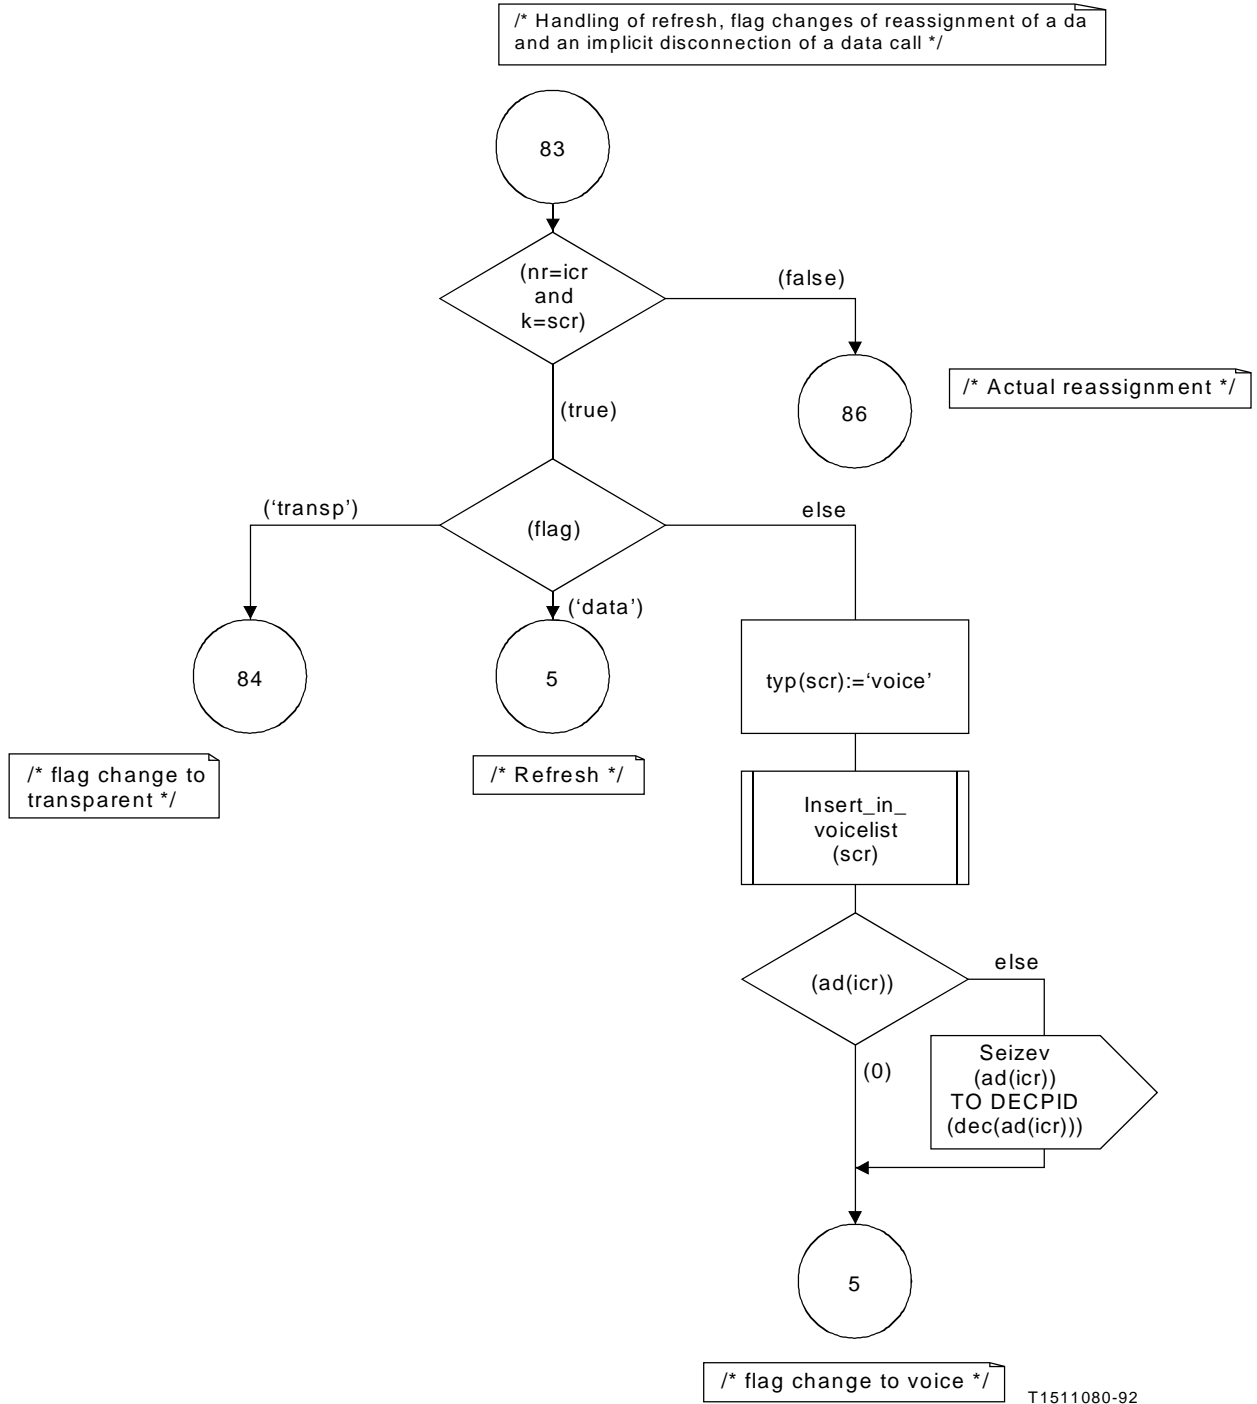 /* Handling of refresh, flag changes of reassignment of a da
and an implicit disconnection of a data call */
83
(nr=icr
and
k=scr)
(false)
(true)
86
/* Actual reassignment */
(‘transp’)
(flag)
else
(‘data’)
84
5
typ(scr):=‘voice’
/* flag change to
transparent */
/* Refresh */
Insert_in_
voicelist
(scr)
(ad(icr))
else
(0)
Seizev
(ad(icr))
TO DECPID
(dec(ad(icr)))
5
/* flag change to voice */
T1511080-92